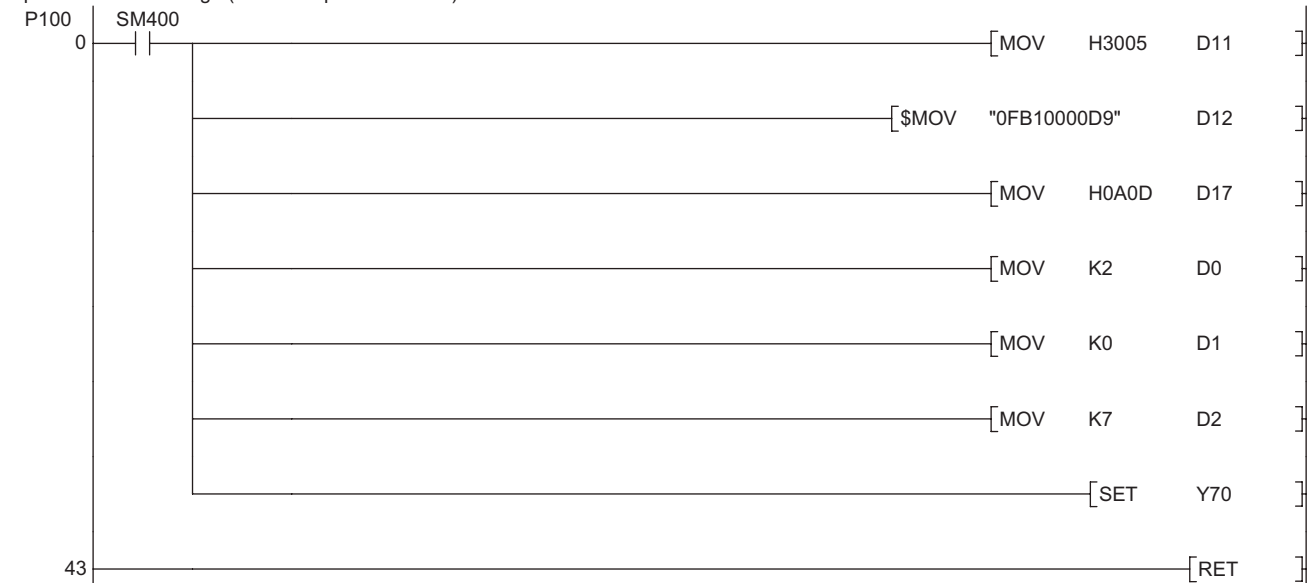 P100 SM400
0 MOV H3005 D11
$MOV "0FB10000D9" D12
MOV H0A0D D17
MOV K2 D0
MOV K0 D1
MOV K7 D2
SET Y70
43 RET